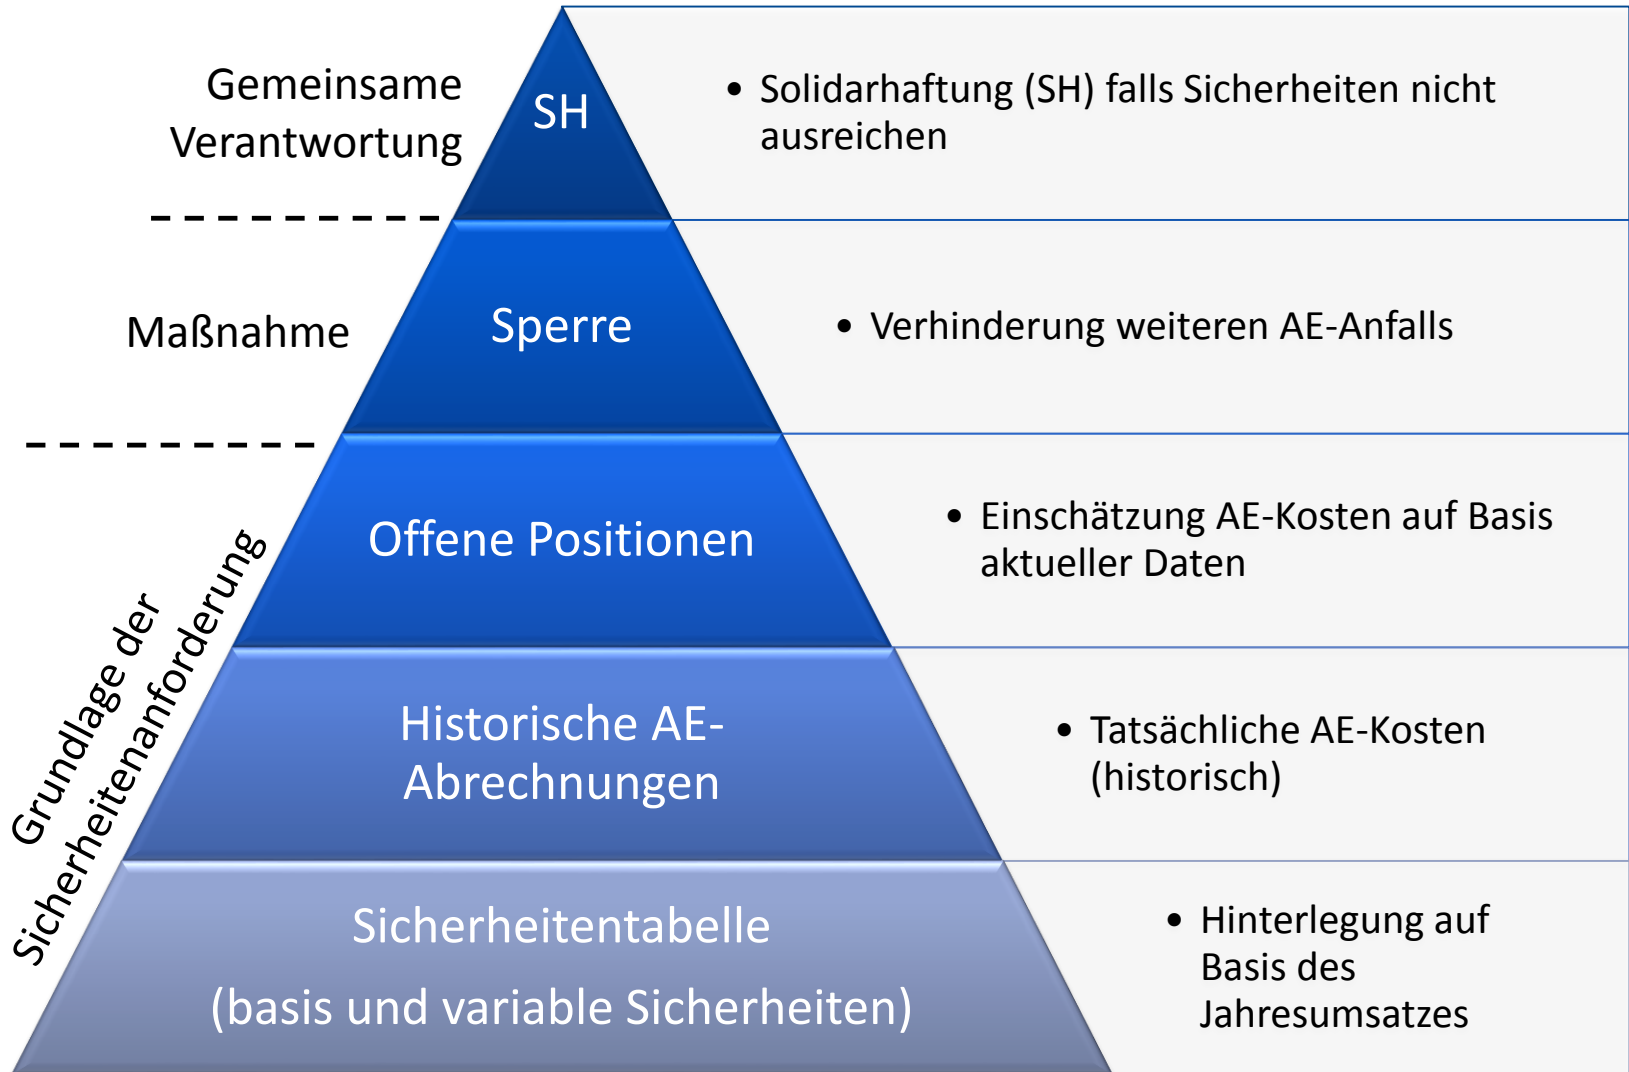 Gemeinsame
Verantwortung
SH
• Solidarhaftung (SH) falls Sicherheiten nicht
ausreichen
Maßnahme
Sperre
• Verhinderung weiteren AE-Anfalls
Grundlage der
Sicherheitenanforderung
Offene Positionen
• Einschätzung AE-Kosten auf Basis
aktueller Daten
Historische AE-
Abrechnungen
• Tatsächliche AE-Kosten
(historisch)
Sicherheitentabelle
(basis und variable Sicherheiten)
• Hinterlegung auf
Basis des
Jahresumsatzes